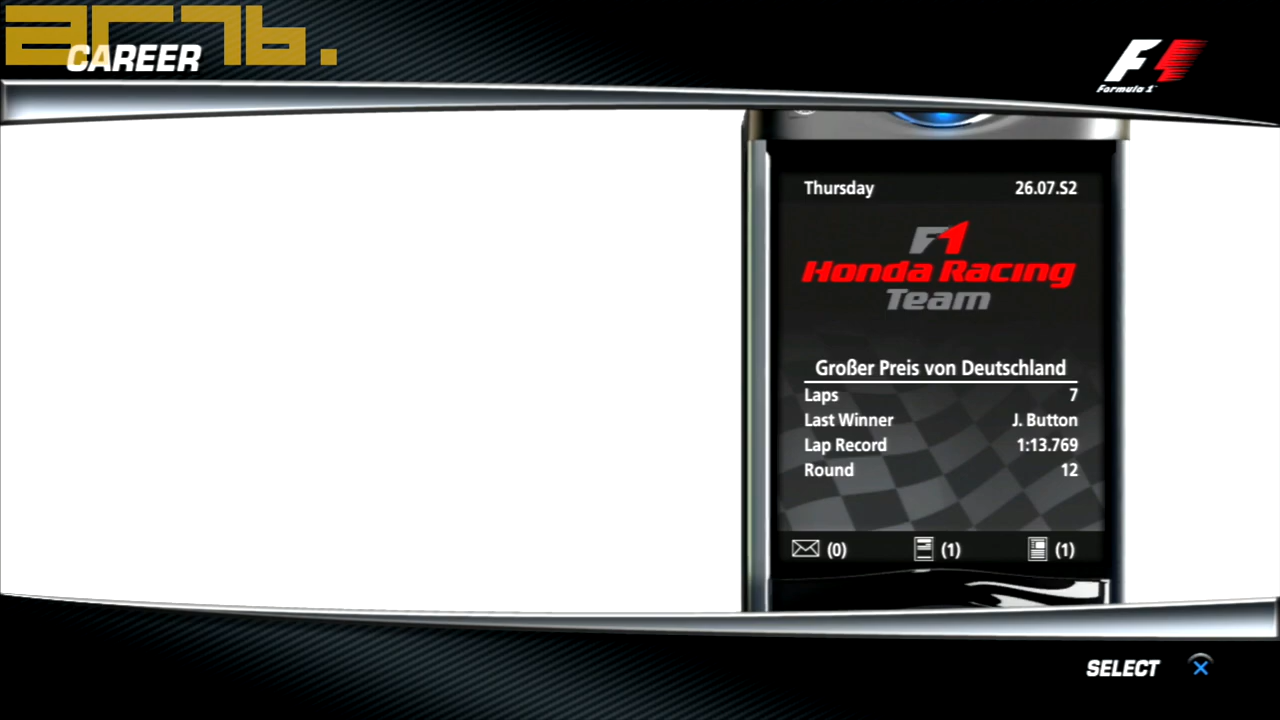 CAREER
F1
Formula 1
Thursday 26.07.S2
F1
Honda Racing
Team
Großer Preis von Deutschland
Laps 7
Last Winner J. Button
Lap Record 1:13.769
Round 12
(0) (1) (1)
SELECT